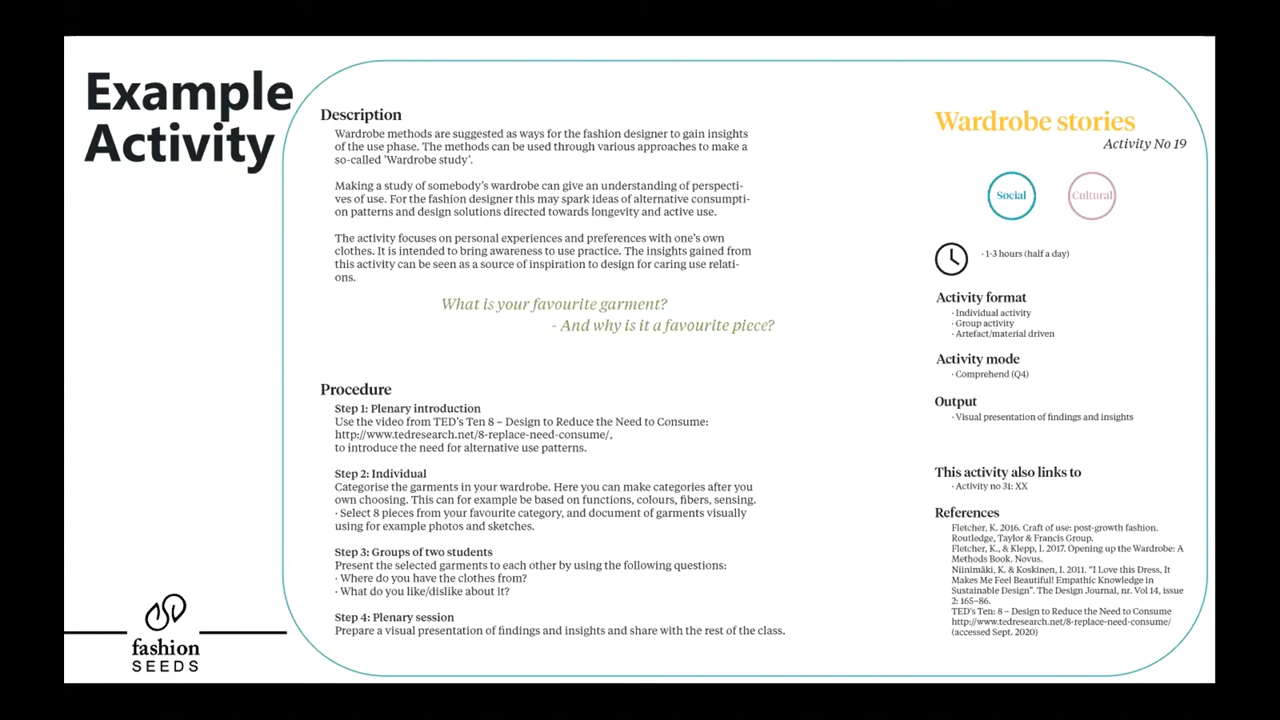 Example
Activity
Description
Wardrobe methods are suggested as ways for the fashion designer to gain insights
of the use phase. The methods can be used through various approaches to make a
so-called 'Wardrobe study'.
Making a study of somebody's wardrobe can give an understanding of perspecti-
ves of use. For the fashion designer this may spark ideas of alternative consumpti-
on patterns and design solutions directed towards longevity and active use.
The activity focuses on personal experiences and preferences with one's own
clothes. It is intended to bring awareness to use practice. The insights gained from
this activity can be seen as a source of inspiration to design for caring use relati-
ons.
What is your favourite garment?
- And why is it a favourite piece?
Procedure
Step 1: Plenary introduction
Use the video from TED's Ten 8 – Design to Reduce the Need to Consume:
http://www.tedresearch.net/8-replace-need-consume/,
to introduce the need for alternative use patterns.
Step 2: Individual
Categorise the garments in your wardrobe. Here you can make categories after you
own choosing. This can for example be based on functions, colours, fibers, sensing.
· Select 8 pieces from your favourite category, and document of garments visually
using for example photos and sketches.
Step 3: Groups of two students
Present the selected garments to each other by using the following questions:
· Where do you have the clothes from?
· What do you like/dislike about it?
Step 4: Plenary session
Prepare a visual presentation of findings and insights and share with the rest of the class.
Wardrobe stories
Activity No 19
Social
Cultural
· 1-3 hours (half a day)
Activity format
· Individual activity
· Group activity
· Artefact/material driven
Activity mode
· Comprehend (Q4)
Output
· Visual presentation of findings and insights
This activity also links to
· Activity no 31: XX
References
Fletcher, K. 2016. Craft of use: post-growth fashion.
Routledge, Taylor & Francis Group.
Fletcher, K., & Klepp, I. 2017. Opening up the Wardrobe: A
Methods Book. Novus.
Niinimäki, K. & Koskinen, I. 2011. "I Love this Dress, It
Makes Me Feel Beautiful! Empathic Knowledge in
Sustainable Design". The Design Journal, nr. Vol 14, issue
2: 165–86.
TED's Ten: 8 – Design to Reduce the Need to Consume
http://www.tedresearch.net/8-replace-need-consume/
(accessed Sept. 2020)
fashion
SEEDS